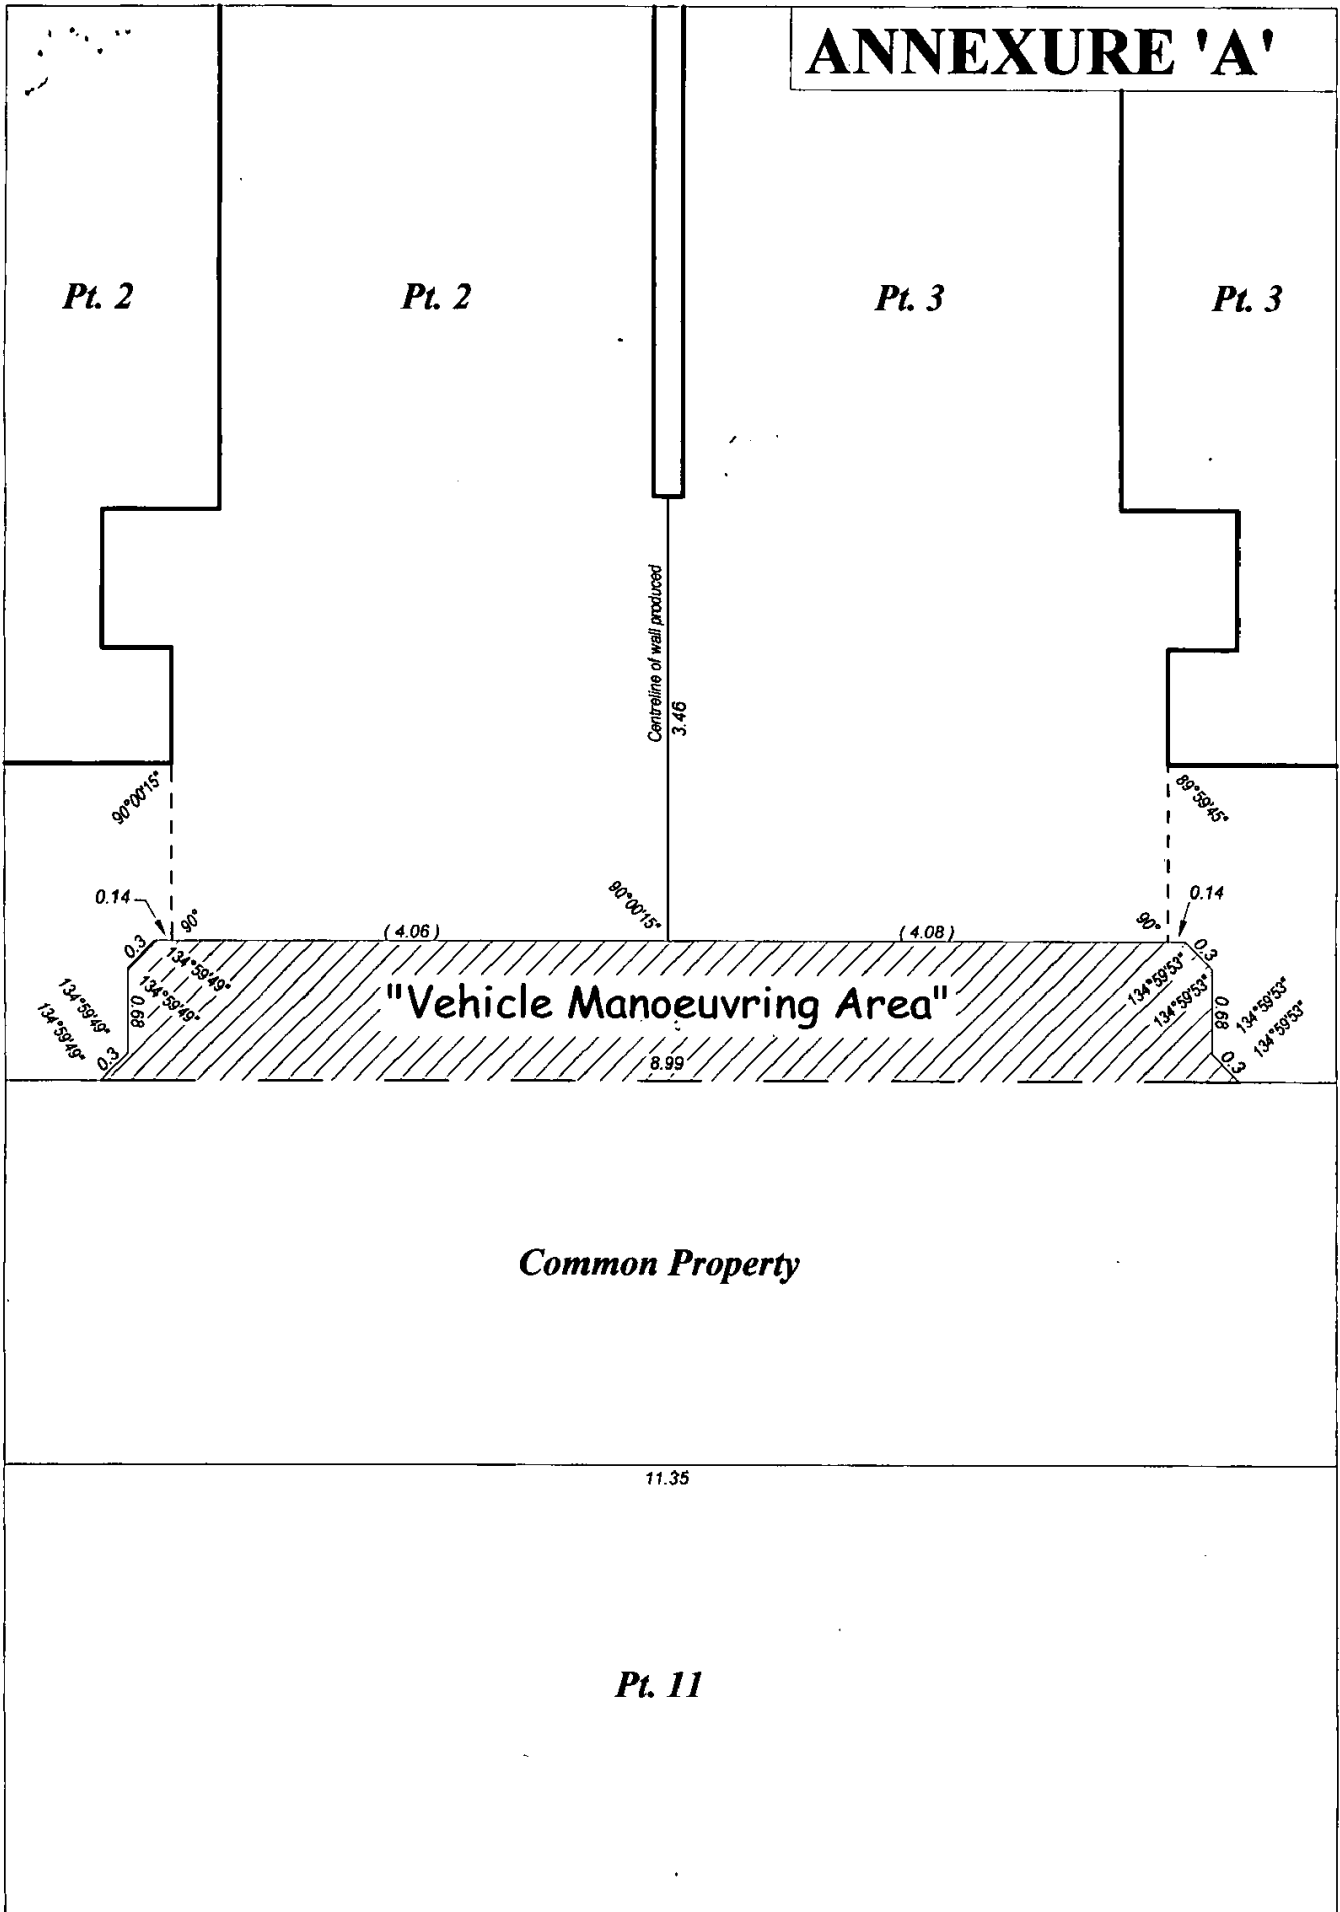 ANNEXURE 'A'
Pt. 2
Pt. 2
Pt. 3
Pt. 3
Centreline of wall produced
3.46
90°00'15"
89°59'45"
0.14
90°
90°00'15"
90°
0.14
0.3
( 4.06 )
( 4.08 )
0.3
134°59'49"
134°59'49"
134°59'49"
134°59'49"
0.68
0.3
"Vehicle Manoeuvring Area"
134°59'53"
134°59'53"
0.68
134°59'53"
134°59'53"
0.3
8.99
Common Property
11.35
Pt. 11